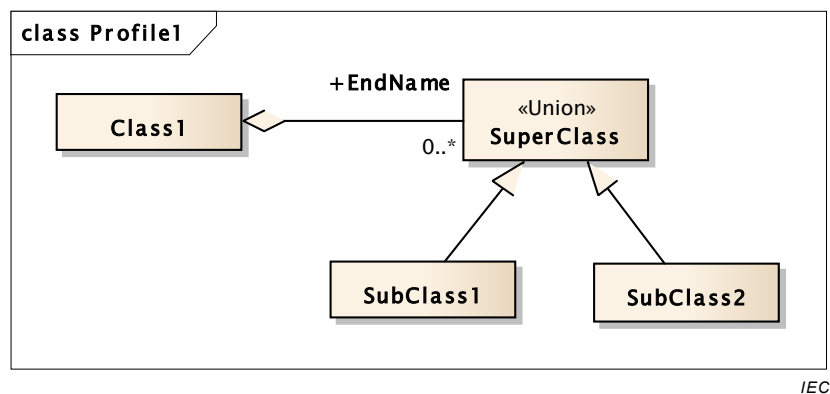 class Profile1
+EndName
Class1
«Union»
SuperClass
0..*
SubClass1
SubClass2
IEC